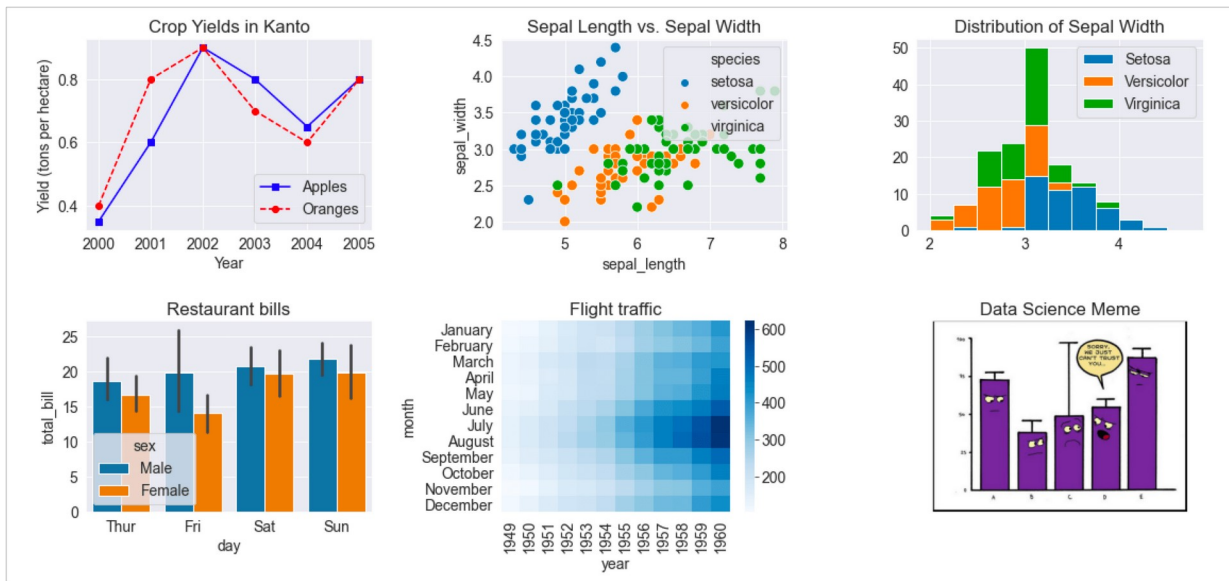 Crop Yields in Kanto
Yield (tons per hectare)
0.8
0.6
0.4
Apples
Oranges
2000 2001 2002 2003 2004 2005
Year
Sepal Length vs. Sepal Width
sepal_width
4.5
4.0
3.5
3.0
2.5
2.0
species
setosa
versicolor
virginica
5 6 7 8
sepal_length
Distribution of Sepal Width
50
40
30
20
10
0
Setosa
Versicolor
Virginica
2 3 4
Restaurant bills
total_bill
25
20
15
10
5
0
sex
Male
Female
Thur Fri Sat Sun
day
Flight traffic
month
January
February
March
April
May
June
July
August
September
October
November
December
1949 1950 1951 1952 1953 1954 1955 1956 1957 1958 1959 1960
year
600
500
400
300
200
100
Data Science Meme
SORRY,
WE JUST
CAN'T TRUST
YOU...
A B C D E